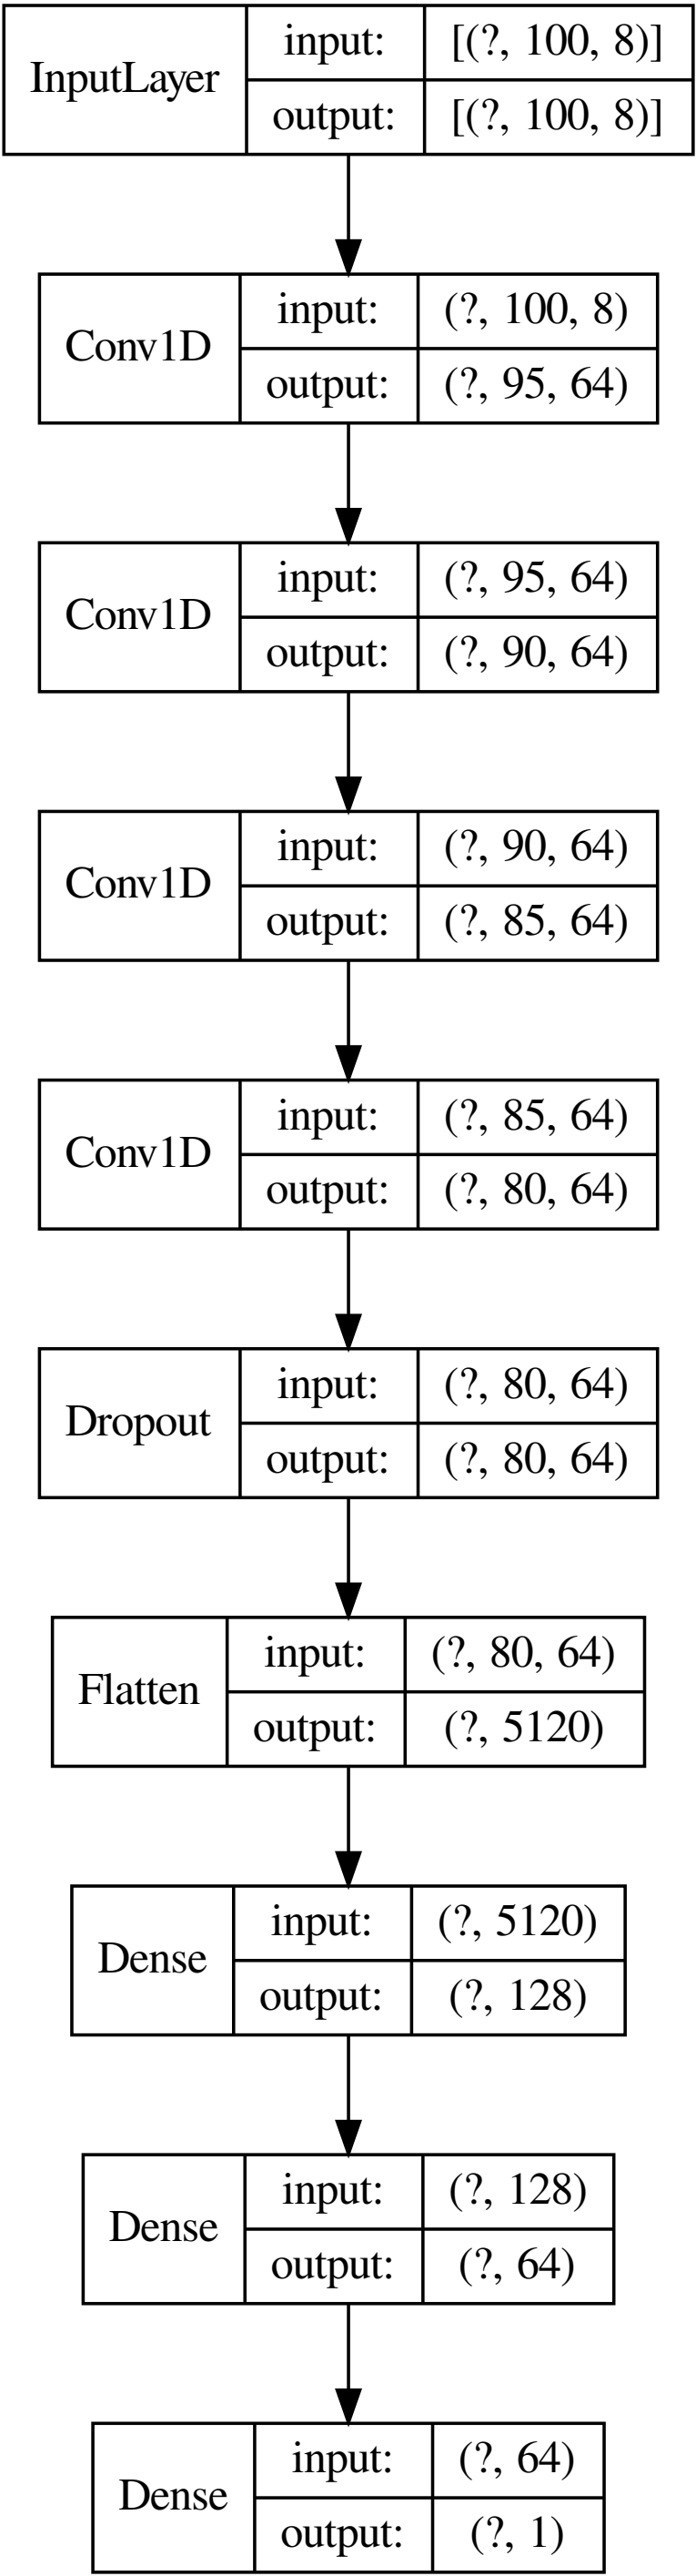 InputLayer
input: [(?, 100, 8)]
output: [(?, 100, 8)]
Conv1D
input: (?, 100, 8)
output: (?, 95, 64)
Conv1D
input: (?, 95, 64)
output: (?, 90, 64)
Conv1D
input: (?, 90, 64)
output: (?, 85, 64)
Conv1D
input: (?, 85, 64)
output: (?, 80, 64)
Dropout
input: (?, 80, 64)
output: (?, 80, 64)
Flatten
input: (?, 80, 64)
output: (?, 5120)
Dense
input: (?, 5120)
output: (?, 128)
Dense
input: (?, 128)
output: (?, 64)
Dense
input: (?, 64)
output: (?, 1)